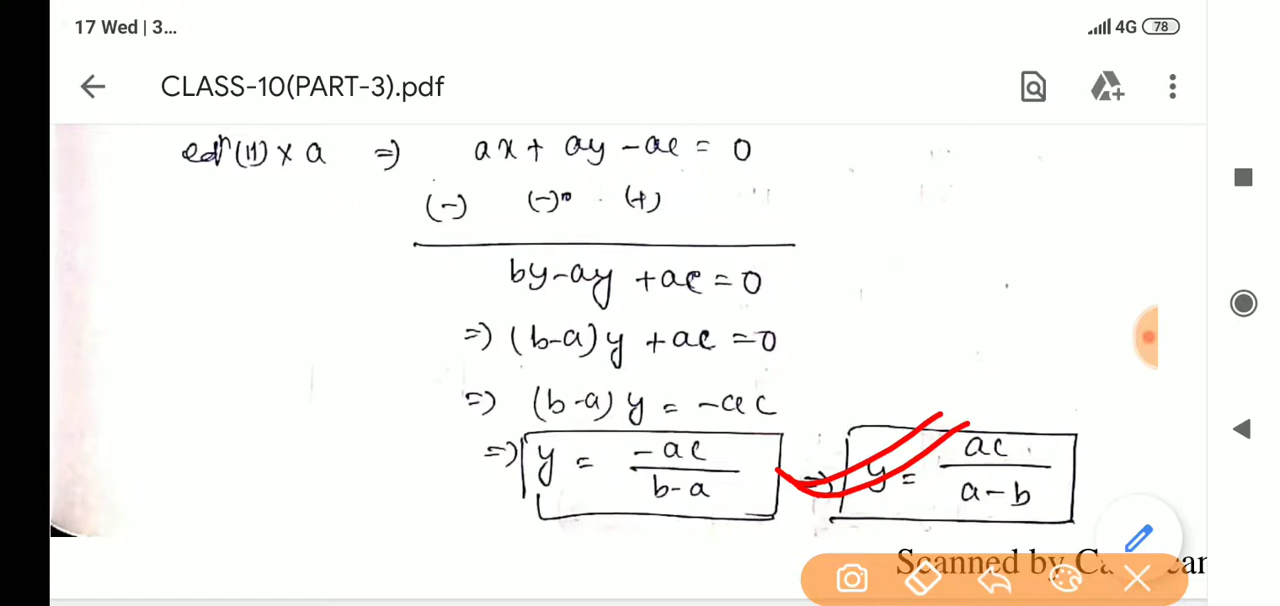 17 Wed | 3...
4G 78
CLASS-10(PART-3).pdf
eqn (11) × a ⇒ ax + ay - ac = 0
(-) (-) (+)
by - ay + ac = 0
⇒ (b-a) y + ac = 0
⇒ (b-a) y = -ac
⇒ y = -ac / b-a ⇒ y = ac / a-b
Scanned by